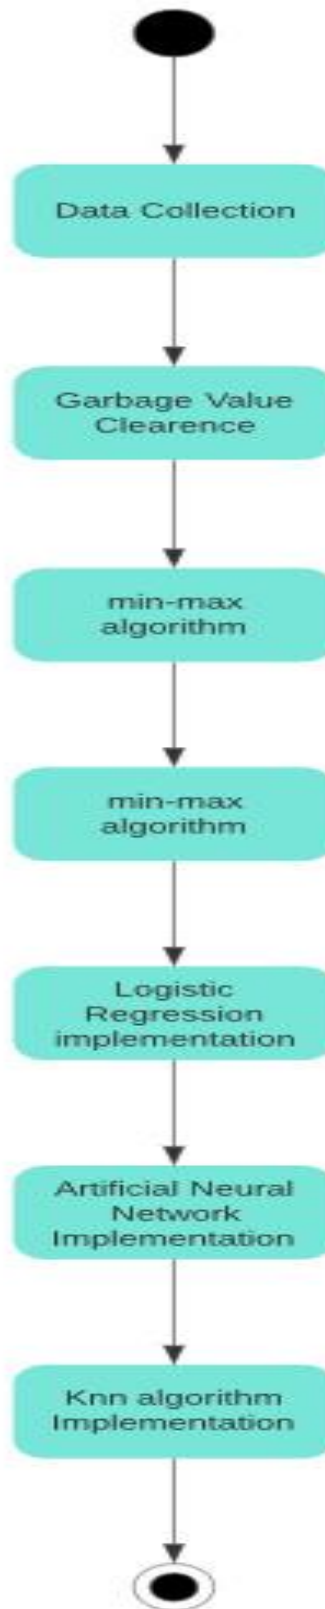 Data Collection
Garbage Value
Clearence
min-max
algorithm
min-max
algorithm
Logistic
Regression
implementation
Artificial Neural
Network
Implementation
Knn algorithm
Implementation